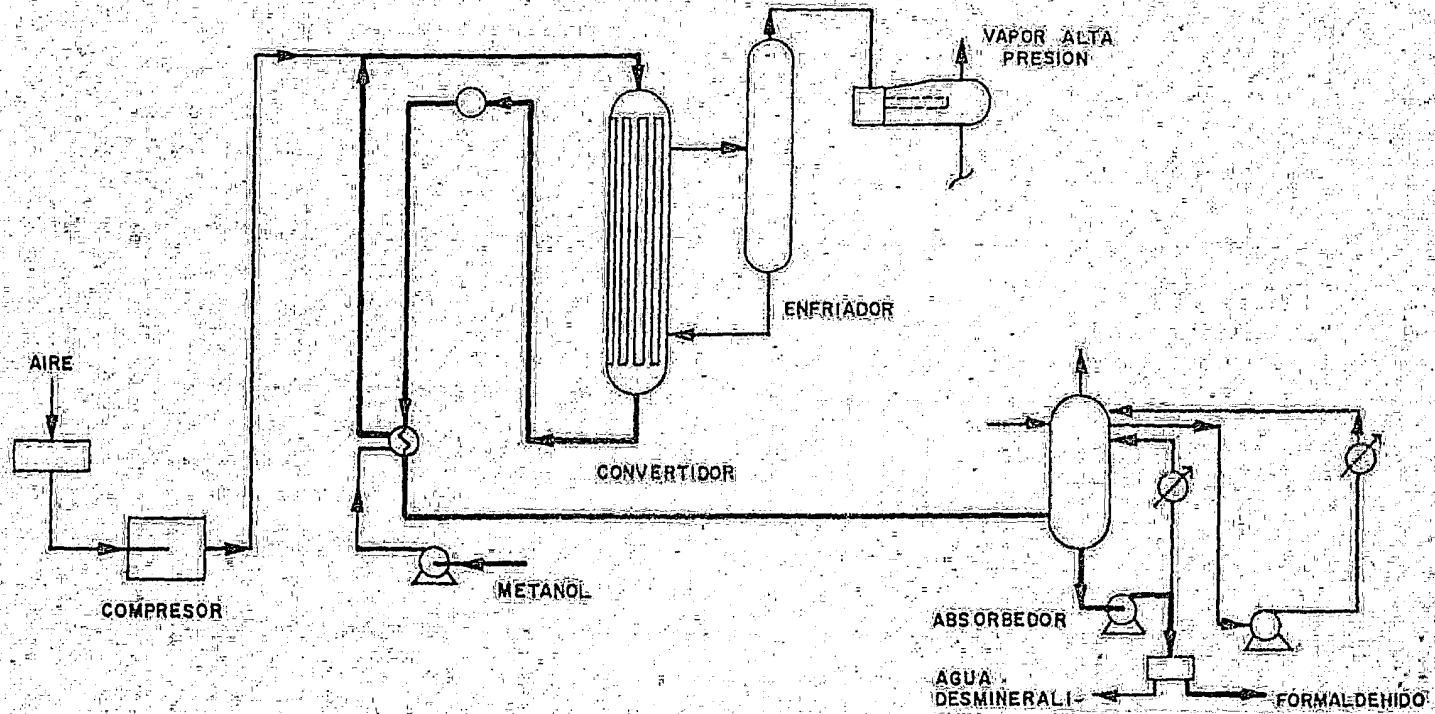 VAPOR ALTA
PRESION
ENFRIADOR
AIRE
CONVERTIDOR
METANOL
COMPRESOR
ABSORBEDOR
AGUA
DESMINERALI-
FORMALDEHIDO